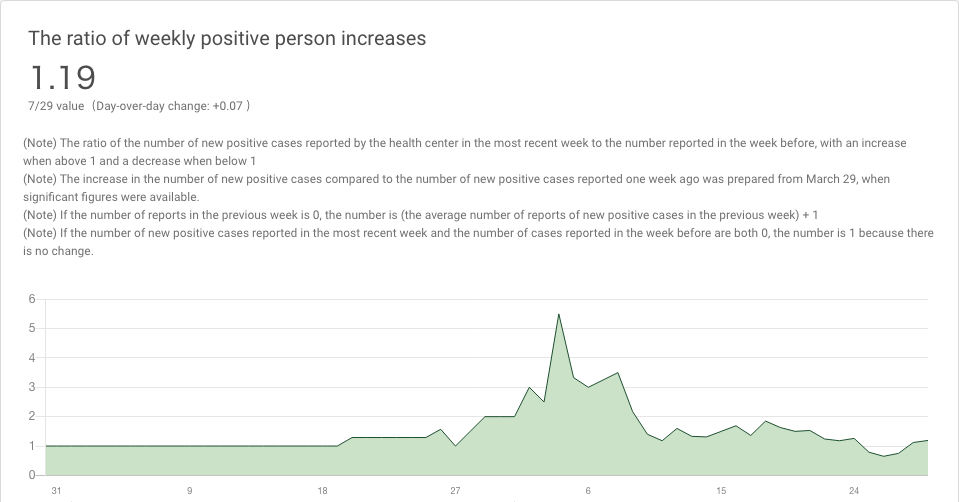 The ratio of weekly positive person increases
1.19
7/29 value（Day-over-day change: +0.07 ）
(Note) The ratio of the number of new positive cases reported by the health center in the most recent week to the number reported in the week before, with an increase
when above 1 and a decrease when below 1
(Note) The increase in the number of new positive cases compared to the number of new positive cases reported one week ago was prepared from March 29, when
significant figures were available.
(Note) If the number of reports in the previous week is 0, the number is (the average number of reports of new positive cases in the previous week) + 1
(Note) If the number of new positive cases reported in the most recent week and the number of cases reported in the week before are both 0, the number is 1 because there
is no change.
6
5
4
3
2
1
0
31 9 18 27 6 15 24